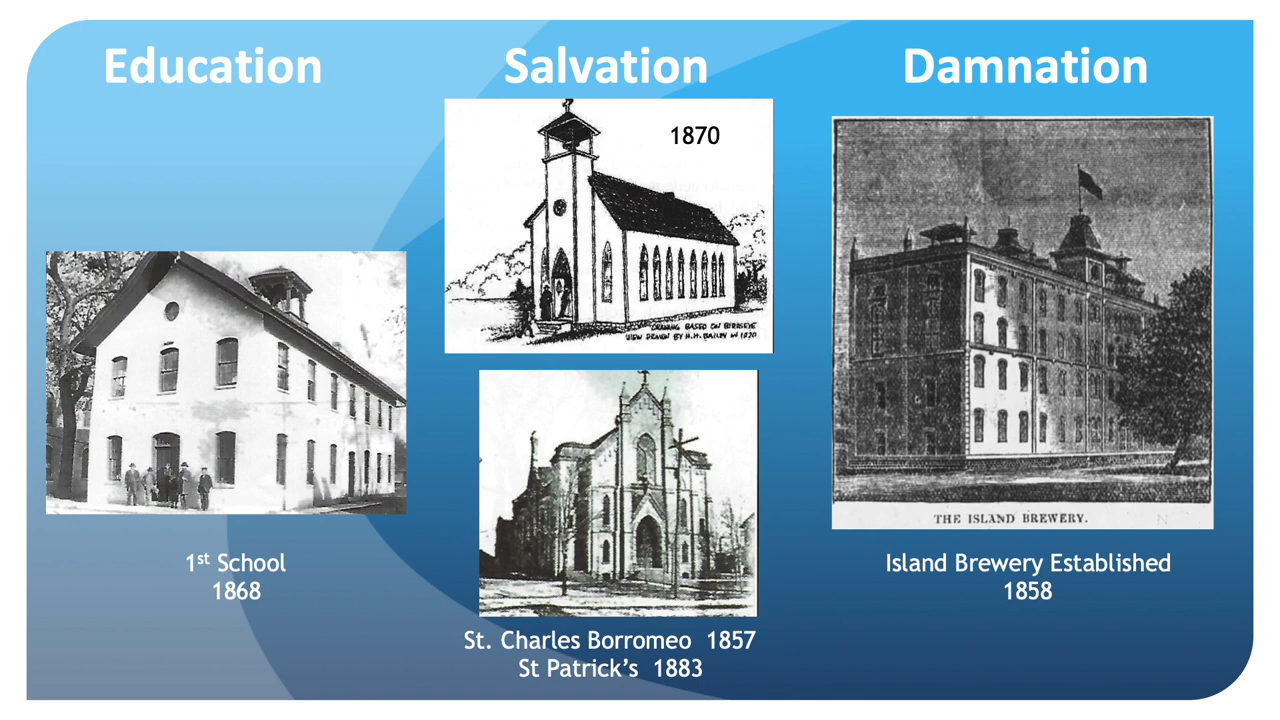 Education
Salvation
Damnation
1870
DRAWING BASED ON BIRDSEYE
VIEW DRAWN BY H.H. BAILEY IN 1870
THE ISLAND BREWERY.
1st School
1868
St. Charles Borromeo 1857
St Patrick’s 1883
Island Brewery Established
1858